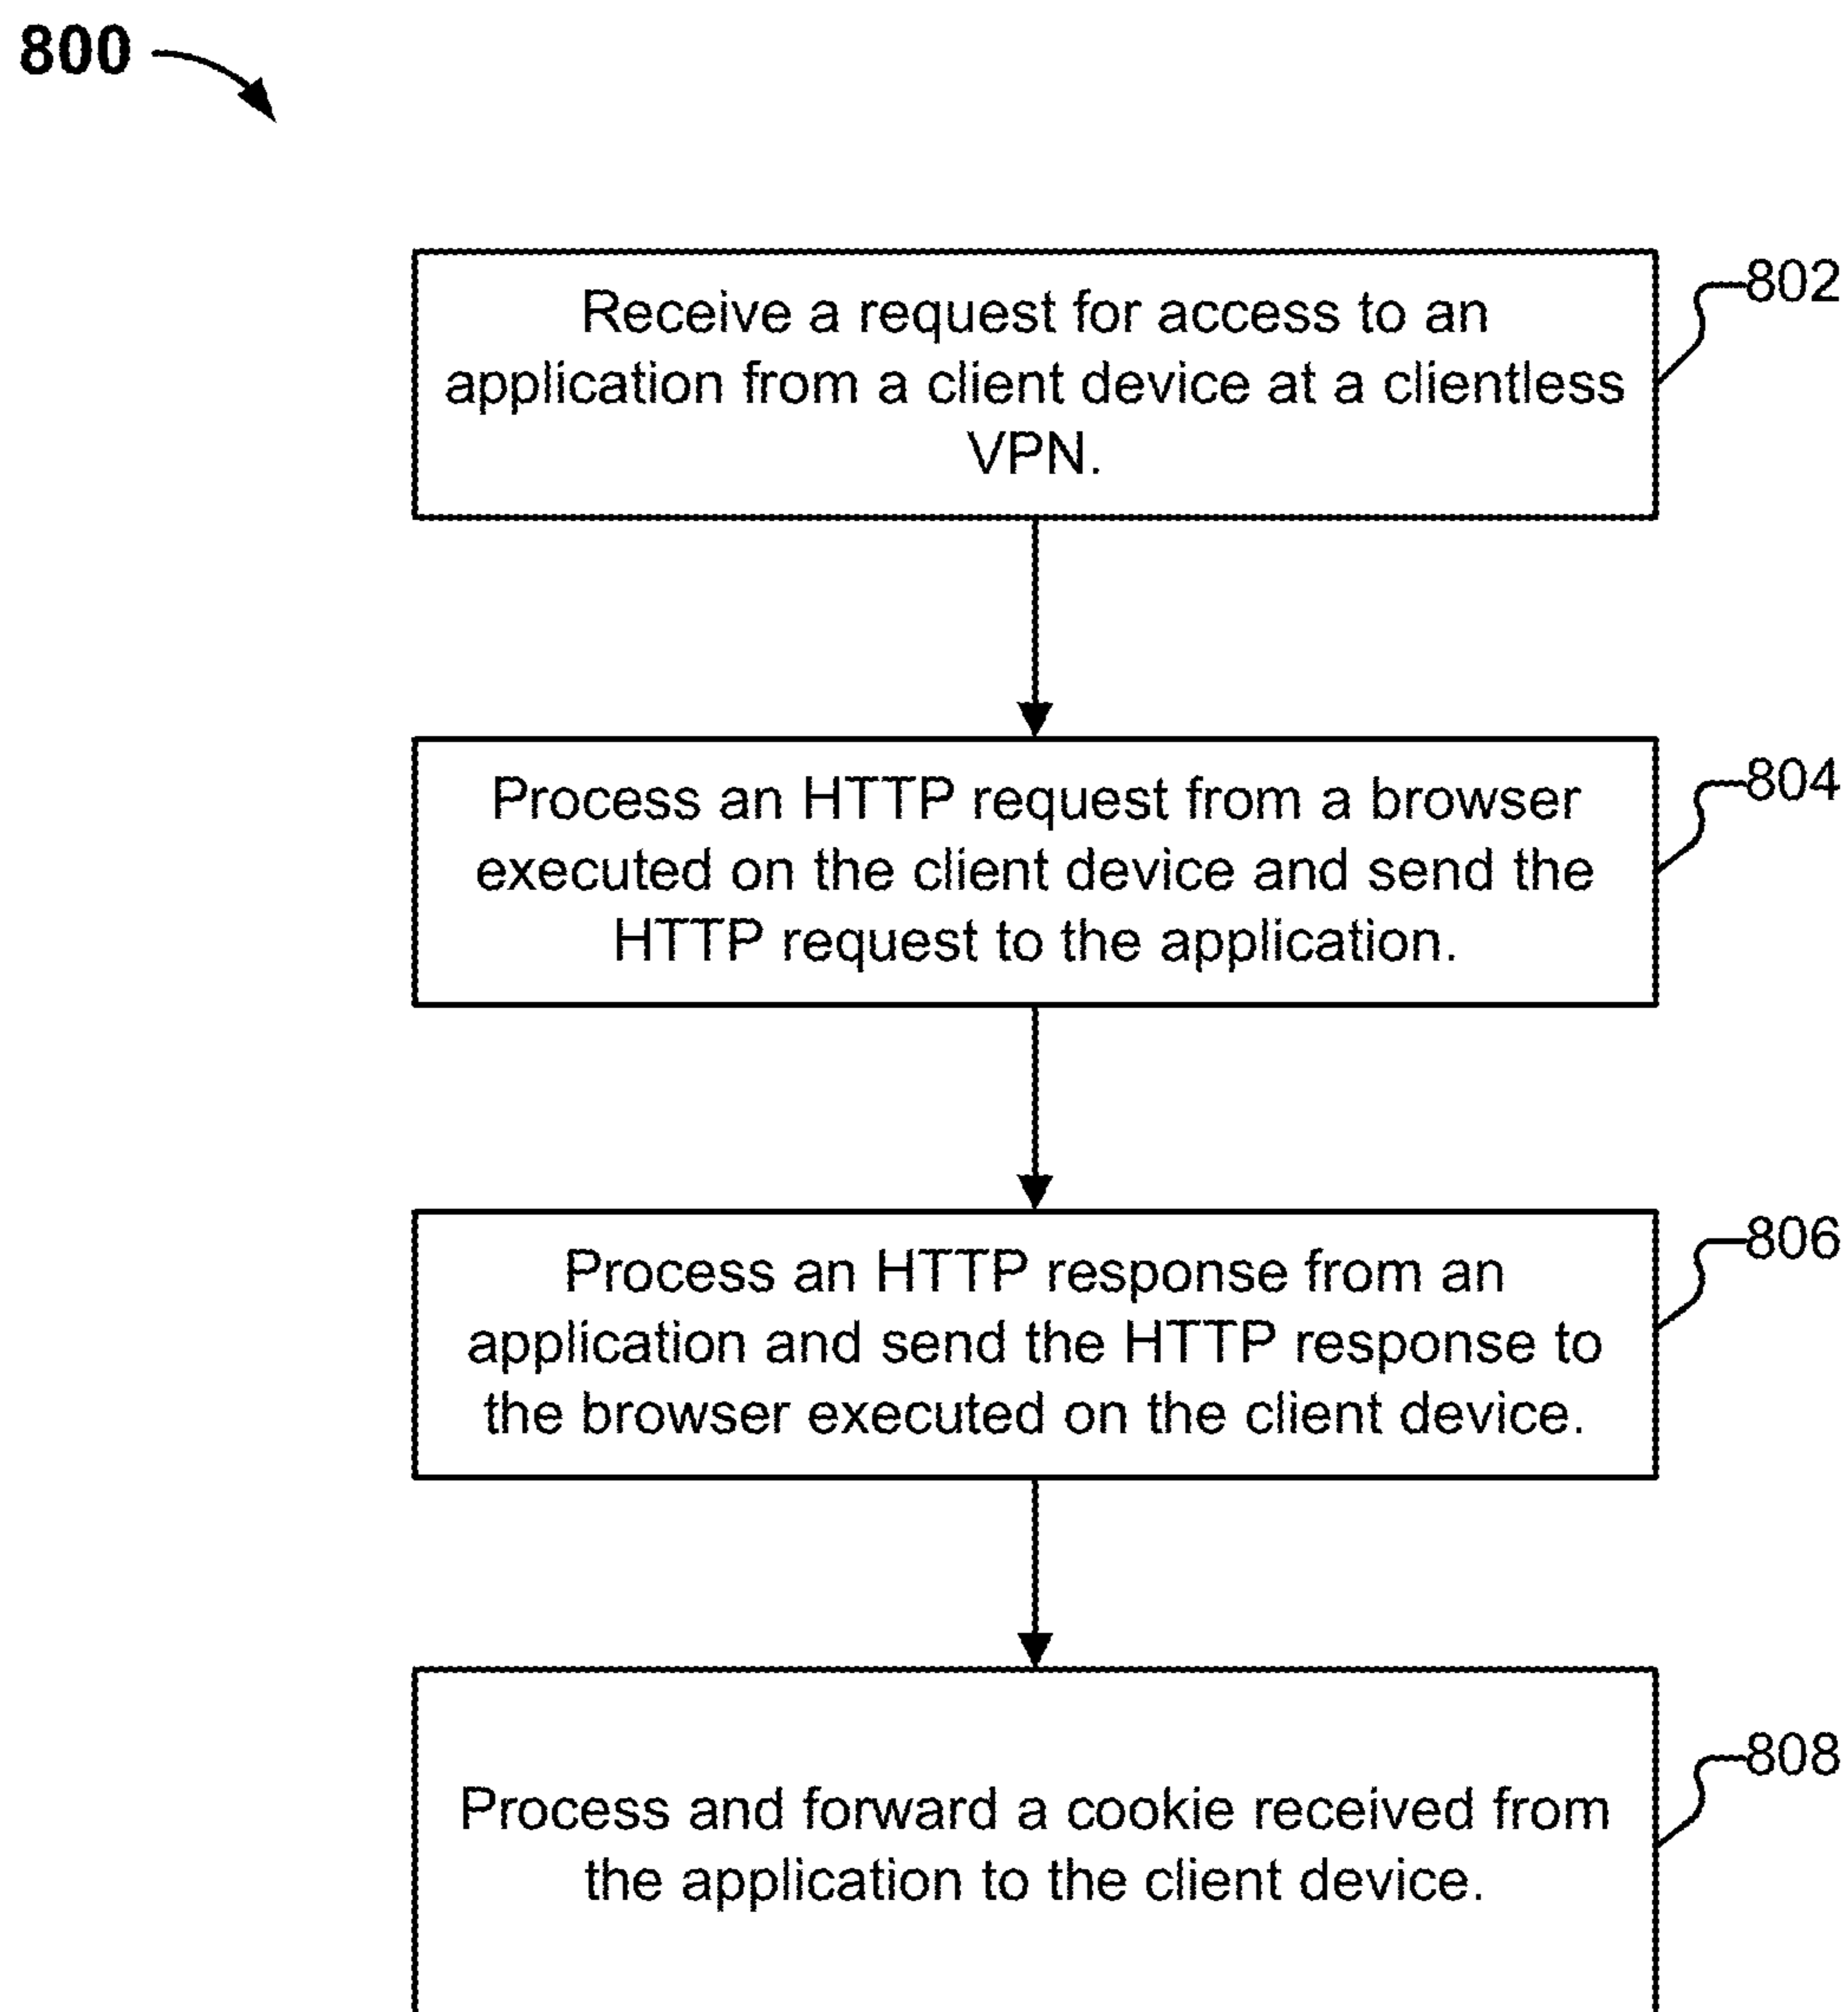 800
Receive a request for access to an
802
application from a client device at a clientless
VPN.
Process an HTTP request from a browser
804
executed on the client device and send the
HTTP request to the application.
Process an HTTP response from an
806
application and send the HTTP response to
the browser executed on the client device.
808
Process and forward a cookie received from
the application to the client device.